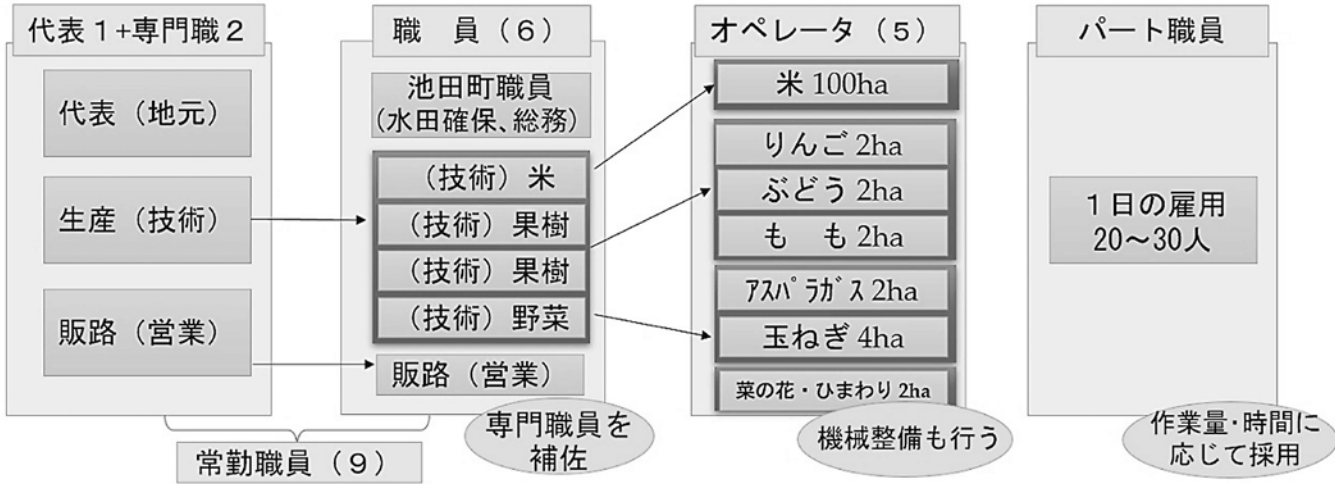 代表１+専門職２
代表（地元）
生産（技術）
販路（営業）
職　員（６）
池田町職員
(水田確保、総務)
（技術）米
（技術）果樹
（技術）果樹
（技術）野菜
販路（営業）
専門職員を
補佐
常勤職員（９）
オペレータ（５）
米 100ha
りんご 2ha
ぶどう 2ha
も　も 2ha
ｱｽﾊﾟﾗｶﾞｽ 2ha
玉ねぎ 4ha
菜の花・ひまわり 2ha
機械整備も行う
パート職員
１日の雇用
20～30人
作業量・時間に
応じて採用